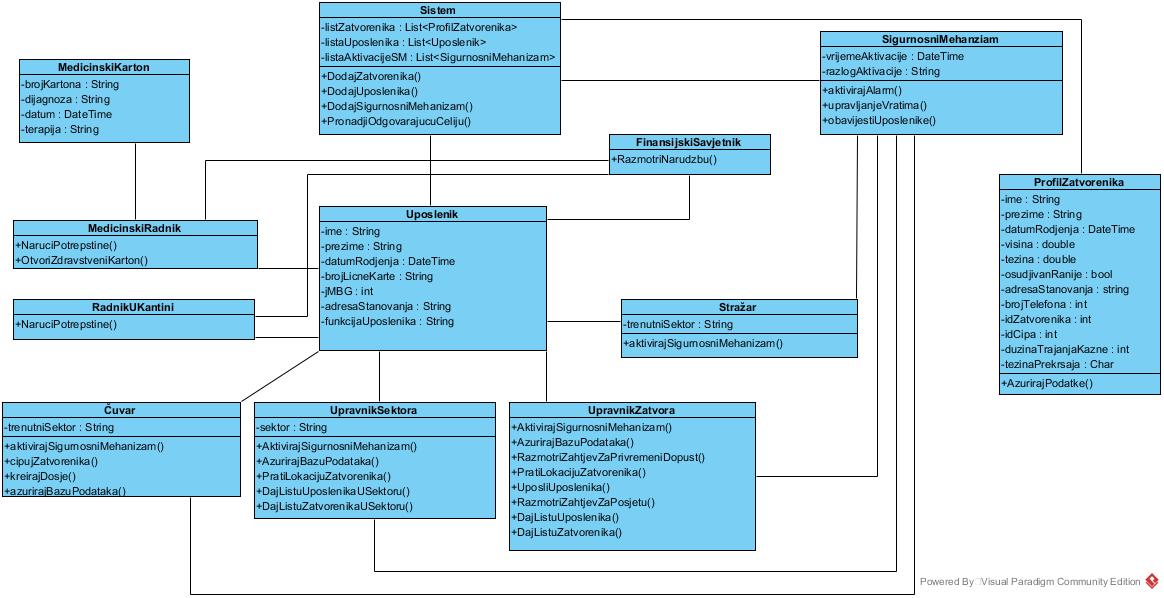 Sistem
-listZatvorenika : List<ProfilZatvorenika>
-listaUposlenika : List<Uposlenik>
-listaAktivacijeSM : List<SigurnosniMehanizam>
+DodajZatvorenika()
+DodajUposlenika()
+DodajSigurnosniMehanizam()
+PronadjiOdgovarajucuCeliju()
SigurnosniMehanziam
-vrijemeAktivacije : DateTime
-razlogAktivacije : String
+aktivirajAlarm()
+upravljanjeVratima()
+obavijestiUposlenike()
MedicinskiKarton
-brojKartona : String
-dijagnoza : String
-datum : DateTime
-terapija : String
FinansijskiSavjetnik
+RazmotriNarudzbu()
ProfilZatvorenika
-ime : String
-prezime : String
-datumRodjenja : DateTime
-visina : double
-tezina : double
-osudjivanRanije : bool
-adresaStanovanja : string
-brojTelefona : int
-idZatvorenika : int
-idCipa : int
-duzinaTrajanjaKazne : int
-tezinaPrekrsaja : Char
+AzurirajPodatke()
MedicinskiRadnik
+NaruciPotrepstine()
+OtvoriZdravstveniKarton()
Uposlenik
-ime : String
-prezime : String
-datumRodjenja : DateTime
-brojLicneKarte : String
-jMBG : int
-adresaStanovanja : String
-funkcijaUposlenika : String
RadnikUKantini
+NaruciPotrepstine()
Stražar
-trenutniSektor : String
+aktivirajSigurnosniMehanizam()
Čuvar
-trenutniSektor : String
+aktivirajSigurnosniMehanizam()
+cipujZatvorenika()
+kreirajDosje()
+azurirajBazuPodataka()
UpravnikSektora
-sektor : String
+AktivirajSigurnosniMehanizam()
+AzurirajBazuPodataka()
+PratiLokacijuZatvorenika()
+DajListuUposlenikaUSektoru()
+DajListuZatvorenikaUSektoru()
UpravnikZatvora
+AktivirajSigurnosniMehanizam()
+AzurirajBazuPodataka()
+RazmotriZahtjevZaPrivremeniDopust()
+PratiLokacijuZatvorenika()
+UposliUposlenika()
+RazmotriZahtjevZaPosjetu()
+DajListuUposlenika()
+DajListuZatvorenika()
Powered By Visual Paradigm Community Edition